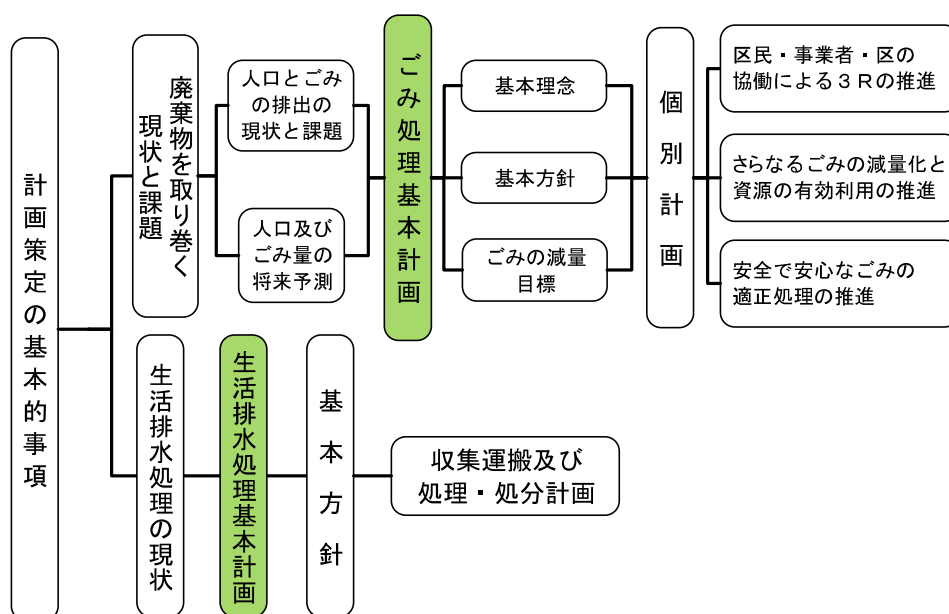 計画策定の基本的事項
廃棄物を取り巻く
現状と課題
人口とごみ
の排出の
現状と課題
人口及び
ごみ量の
将来予測
ごみ処理基本計画
基本理念
基本方針
ごみの減量
目標
個別計画
区民・事業者・区の
協働による３Ｒの推進
さらなるごみの減量化と
資源の有効利用の推進
安全で安心なごみの
適正処理の推進
生活排水処理の現状
生活排水処理基本計画
基本方針
収集運搬及び
処理・処分計画